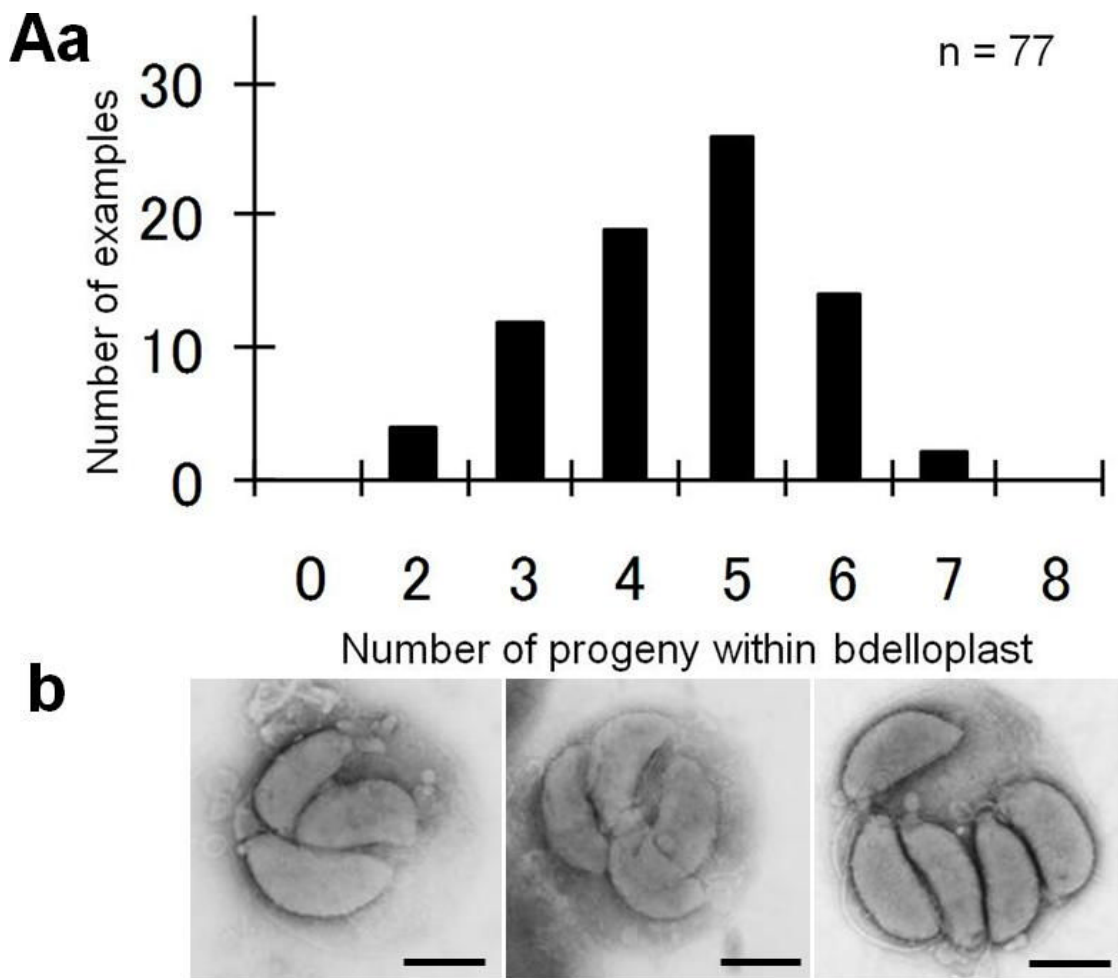 Aa
n = 77
Number of examples
30
20
10
0
0 2 3 4 5 6 7 8
Number of progeny within bdelloplast
b